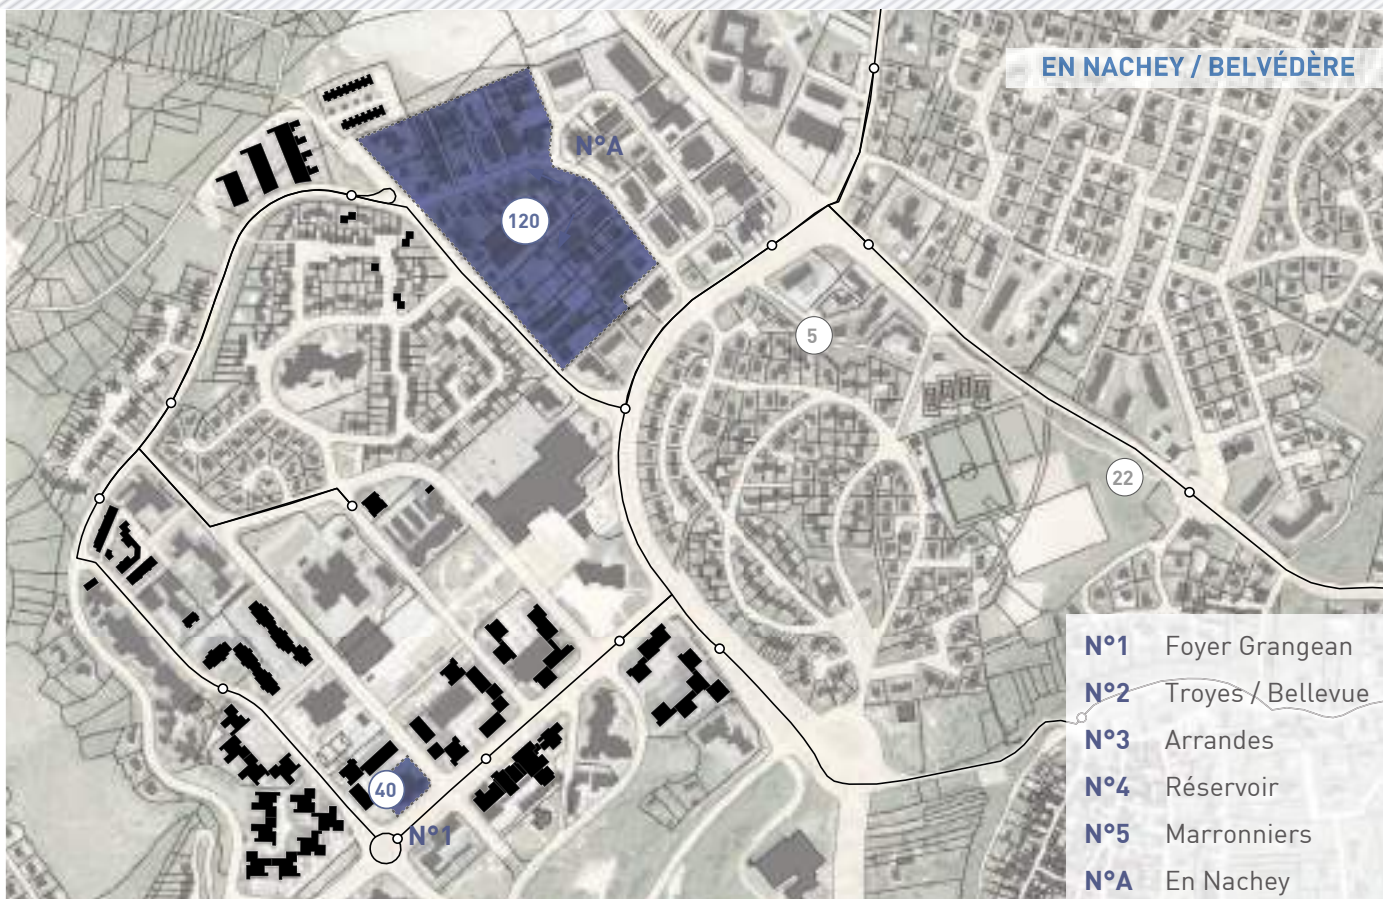 EN NACHEY / BELVÉDÈRE
N°A
120
5
22
40
N°1
N°1 Foyer Grangean
N°2 Troyes / Bellevue
N°3 Arrandes
N°4 Réservoir
N°5 Marronniers
N°A En Nachey